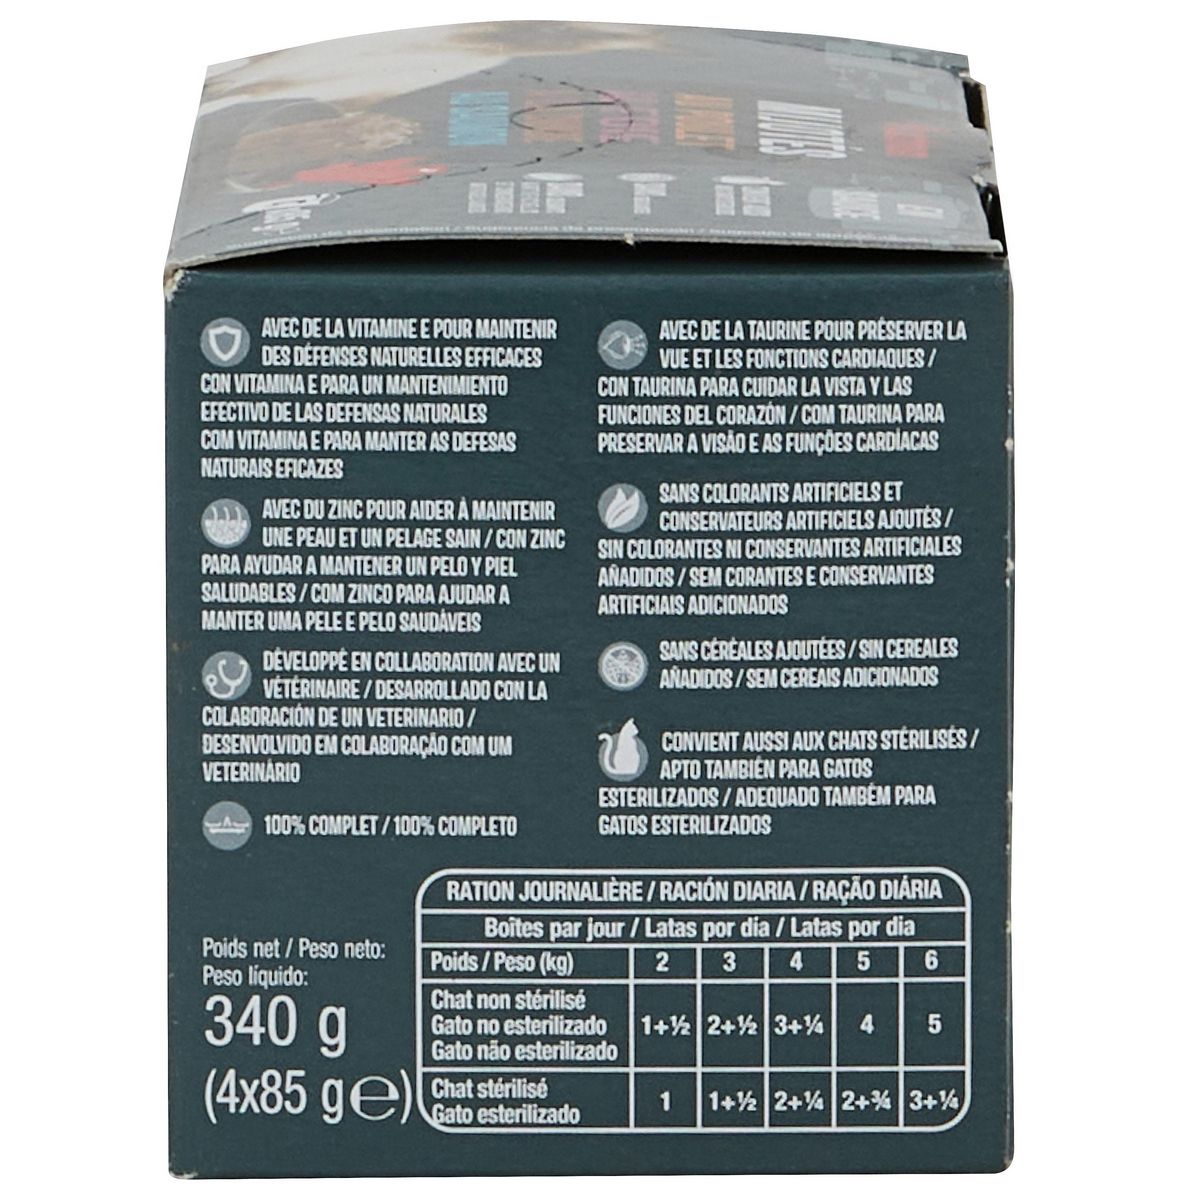 AVEC DE LA VITAMINE E POUR MAINTENIR
DES DÉFENSES NATURELLES EFFICACES
CON VITAMINA E PARA UN MANTENIMIENTO
EFECTIVO DE LAS DEFENSAS NATURALES
COM VITAMINA E PARA MANTER AS DEFESAS
NATURAIS EFICAZES
AVEC DU ZINC POUR AIDER À MAINTENIR
UNE PEAU ET UN PELAGE SAIN / CON ZINC
PARA AYUDAR A MANTENER UN PELO Y PIEL
SALUDABLES / COM ZINCO PARA AJUDAR A
MANTER UMA PELE E PELO SAUDÁVEIS
DÉVELOPPÉ EN COLLABORATION AVEC UN
VÉTÉRINAIRE / DESARROLLADO CON LA
COLABORACIÓN DE UN VETERINARIO /
DESENVOLVIDO EM COLABORAÇÃO COM UM
VETERINÁRIO
100% COMPLET / 100% COMPLETO
AVEC DE LA TAURINE POUR PRÉSERVER LA
VUE ET LES FONCTIONS CARDIAQUES /
CON TAURINA PARA CUIDAR LA VISTA Y LAS
FUNCIONES DEL CORAZÓN / COM TAURINA PARA
PRESERVAR A VISÃO E AS FUNÇÕES CARDÍACAS
SANS COLORANTS ARTIFICIELS ET
CONSERVATEURS ARTIFICIELS AJOUTÉS /
SIN COLORANTES NI CONSERVANTES ARTIFICIALES
AÑADIDOS / SEM CORANTES E CONSERVANTES
ARTIFICIAIS ADICIONADOS
SANS CÉRÉALES AJOUTÉES / SIN CEREALES
AÑADIDOS / SEM CEREAIS ADICIONADOS
CONVIENT AUSSI AUX CHATS STÉRILISÉS /
APTO TAMBIÉN PARA GATOS
ESTERILIZADOS / ADEQUADO TAMBÉM PARA
GATOS ESTERILIZADOS
Poids net / Peso neto:
Peso líquido:
340 g
(4x85 g℮)
RATION JOURNALIÈRE / RACIÓN DIARIA / RAÇÃO DIÁRIA
Boîtes par jour / Latas por dia / Latas por dia
Poids / Peso (kg) 2 3 4 5 6
Chat non stérilisé
Gato no esterilizado 1+½ 2+½ 3+¼ 4 5
Gato não esterilizado
Chat stérilisé
Gato esterilizado 1 1+½ 2+¼ 2+¾ 3+¼